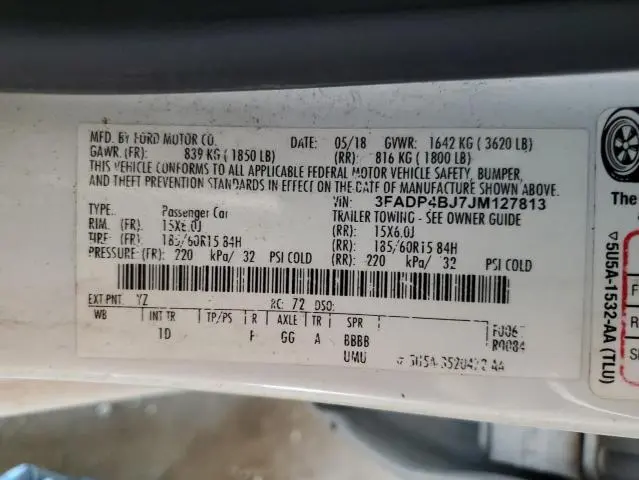 MFD. BY FORD MOTOR CO. DATE: 05/18 GVWR: 1642 KG ( 3620 LB)
GAWR.(FR): 839 KG ( 1850 LB) (RR): 816 KG ( 1800 LB)
THIS VEHICLE CONFORMS TO ALL APPLICABLE FEDERAL MOTOR VEHICLE SAFETY, BUMPER,
AND THEFT PREVENTION STANDARDS IN EFFECT ON THE DATE OF MANUFACTURE SHOWN ABOVE.
VIN: 3FADP4BJ7JM127813
TYPE: Passenger Car TRAILER TOWING - SEE OWNER GUIDE
RIM. (FR): 15X6.0J (RR): 15X6.0J
TIRE: (FR): 185/60R15 84H (RR): 185/60R15 84H
PRESSURE:(FR): 220 kPa/ 32 PSI COLD (RR): 220 kPa/ 32 PSI COLD
EXT PNT: YZ RC: 72 DSO:
WB INT TR TP/PS R AXLE TR SPR
1D F GG A BBBB
UMU
The
▽5U5A-1532-AA (TLU)
F
R